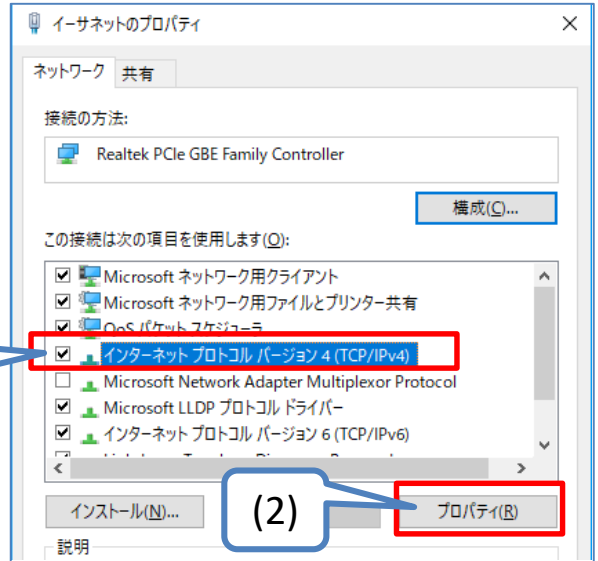 イーサネットのプロパティ
ネットワーク 共有
接続の方法:
Realtek PCIe GBE Family Controller
構成(C)...
この接続は次の項目を使用します(O):
Microsoft ネットワーク用クライアント
Microsoft ネットワーク用ファイルとプリンター共有
QoS パケット スケジューラ
インターネット プロトコル バージョン 4 (TCP/IPv4)
Microsoft Network Adapter Multiplexor Protocol
Microsoft LLDP プロトコル ドライバー
インターネット プロトコル バージョン 6 (TCP/IPv6)
インストール(N)...
(2)
プロパティ(R)
説明